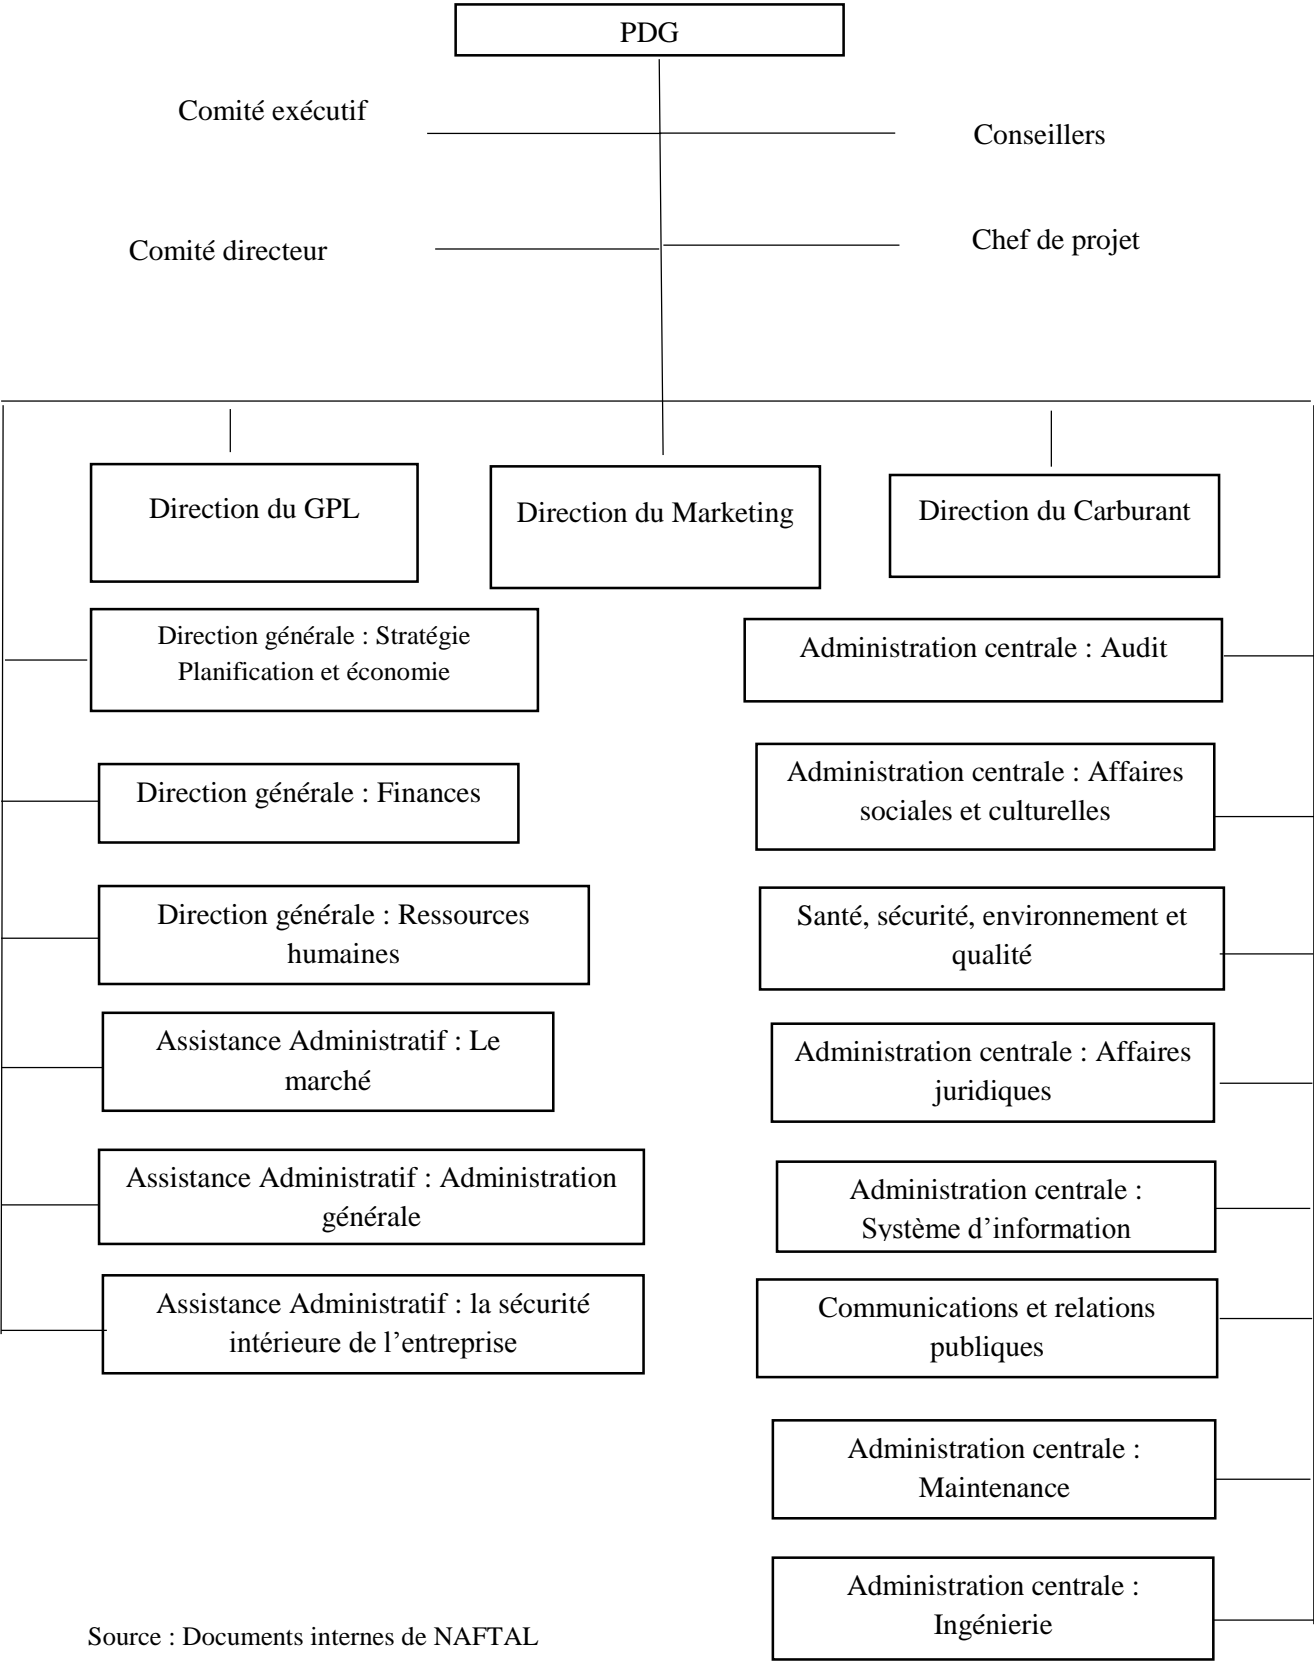 PDG
Comité exécutif
Conseillers
Comité directeur
Chef de projet
Direction du GPL
Direction du Marketing
Direction du Carburant
Direction générale : Stratégie
Planification et économie
Direction générale : Finances
Direction générale : Ressources
humaines
Assistance Administratif : Le
marché
Assistance Administratif : Administration
générale
Assistance Administratif : la sécurité
intérieure de l’entreprise
Administration centrale : Audit
Administration centrale : Affaires
sociales et culturelles
Santé, sécurité, environnement et
qualité
Administration centrale : Affaires
juridiques
Administration centrale :
Système d’information
Communications et relations
publiques
Administration centrale :
Maintenance
Administration centrale :
Ingénierie
Source : Documents internes de NAFTAL